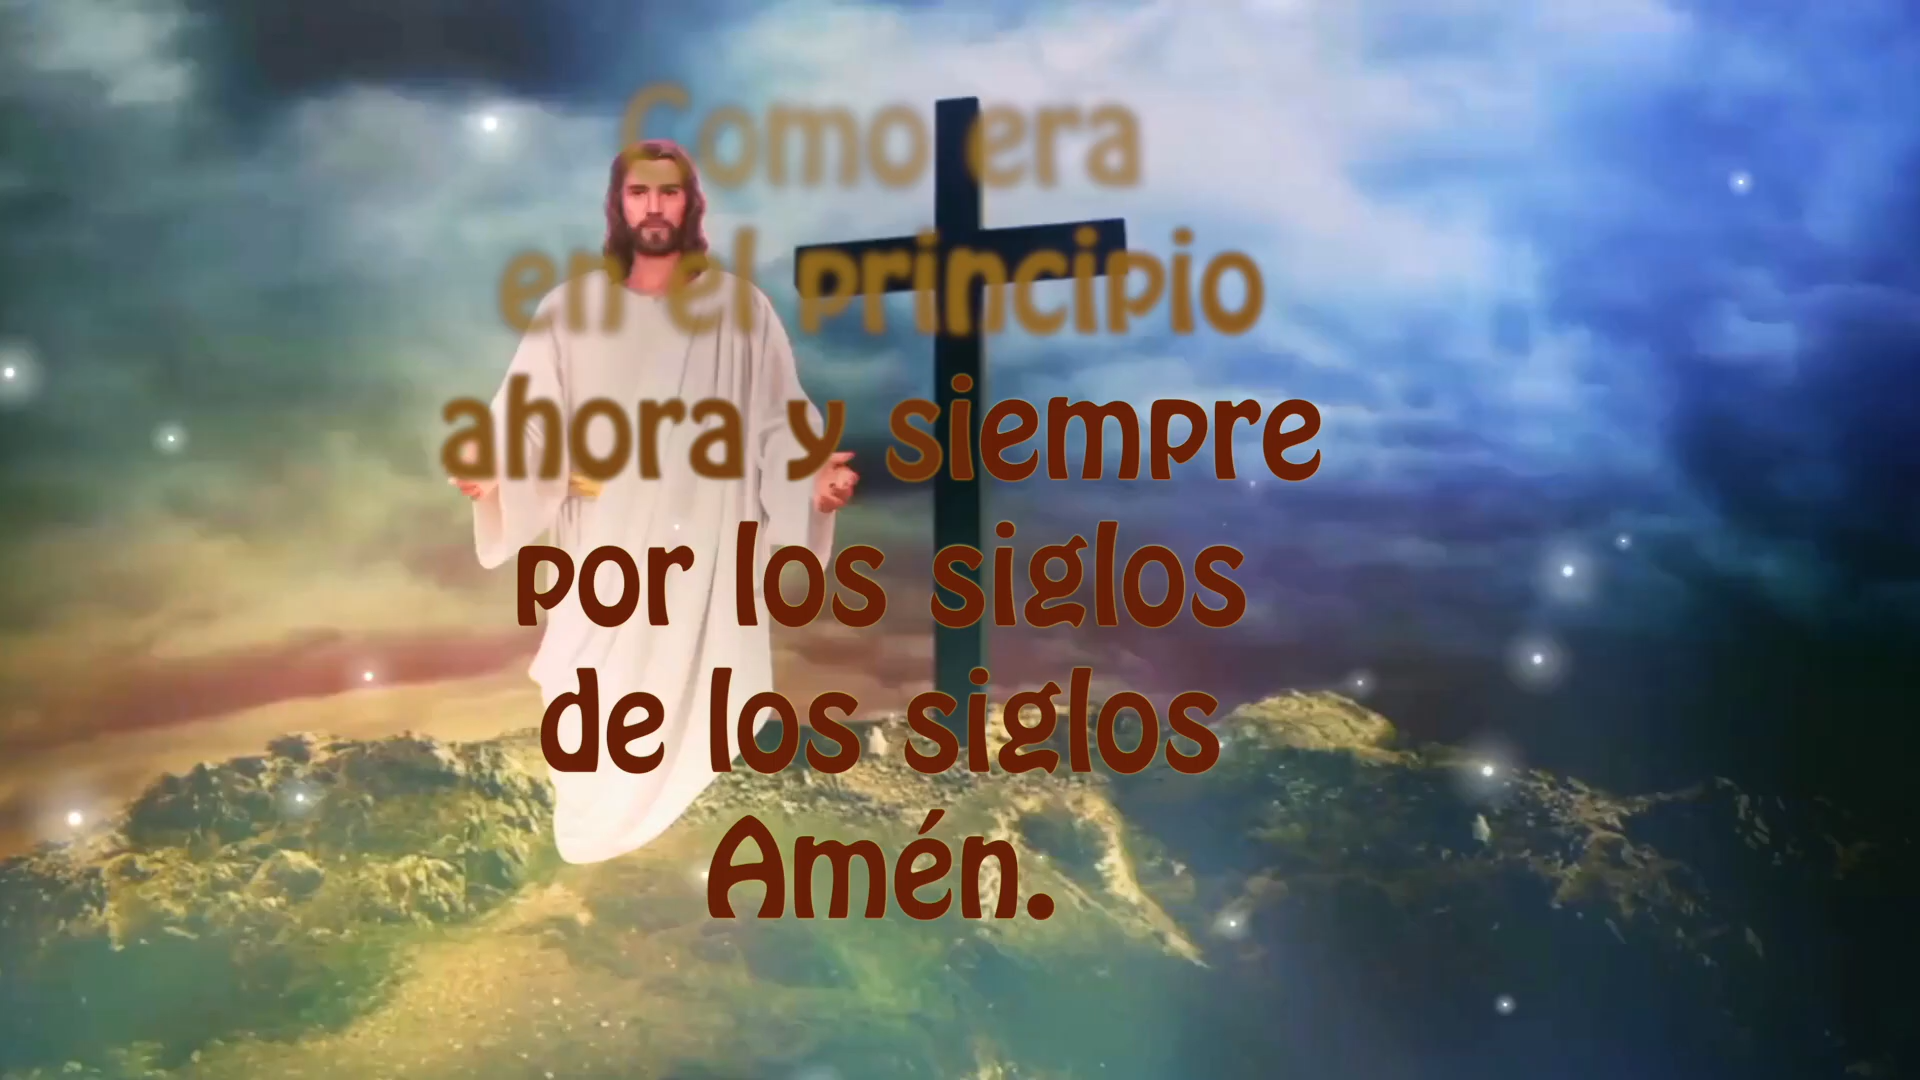 Como era
en el principio
ahora y siempre
por los siglos
de los siglos
Amén.